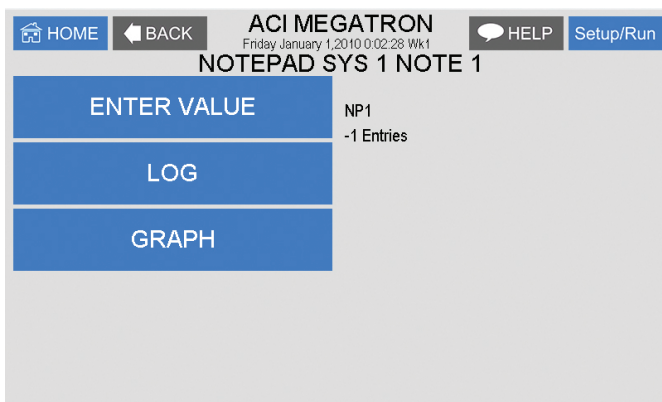 HOME BACK ACI MEGATRON HELP Setup/Run
Friday January 1,2010 0:02:28 Wk1
NOTEPAD SYS 1 NOTE 1
ENTER VALUE
NP1
-1 Entries
LOG
GRAPH